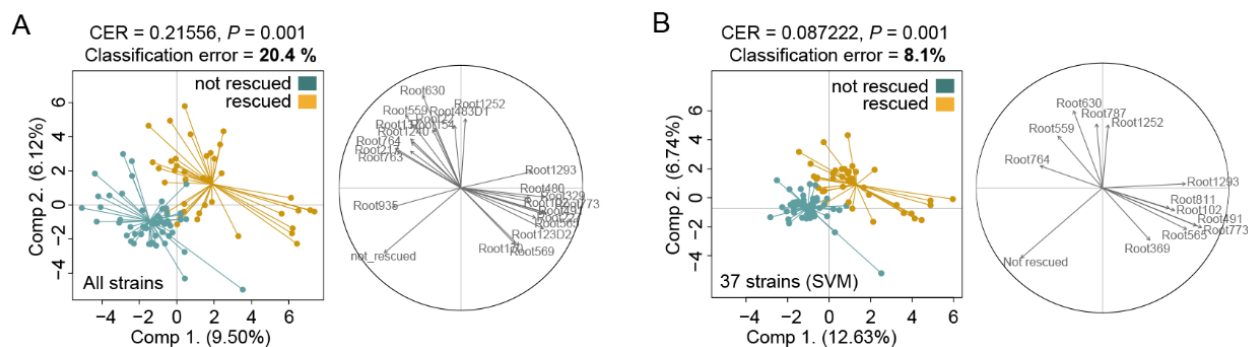 A
CER = 0.21556, P = 0.001
Classification error = 20.4 %
not rescued
rescued
Comp 2. (6.12%)
6
4
2
0
−2
−4
All strains
−4 −2 0 2 4 6
Comp 1. (9.50%)
Root630
Root1252
Root559
Root483D1
Root1240
Root764
Root217
Root763
Root1293
Root480
Root935
Root123D2
Root569
not_rescued
B
CER = 0.087222, P = 0.001
Classification error = 8.1%
not rescued
rescued
Comp 2. (6.74%)
6
4
2
0
−2
−4
37 strains (SVM)
−4 −2 0 2 4 6
Comp 1. (12.63%)
Root630
Root787
Root1252
Root559
Root764
Root1293
Root811
Root102
Root491
Root773
Root565
Root369
Not rescued